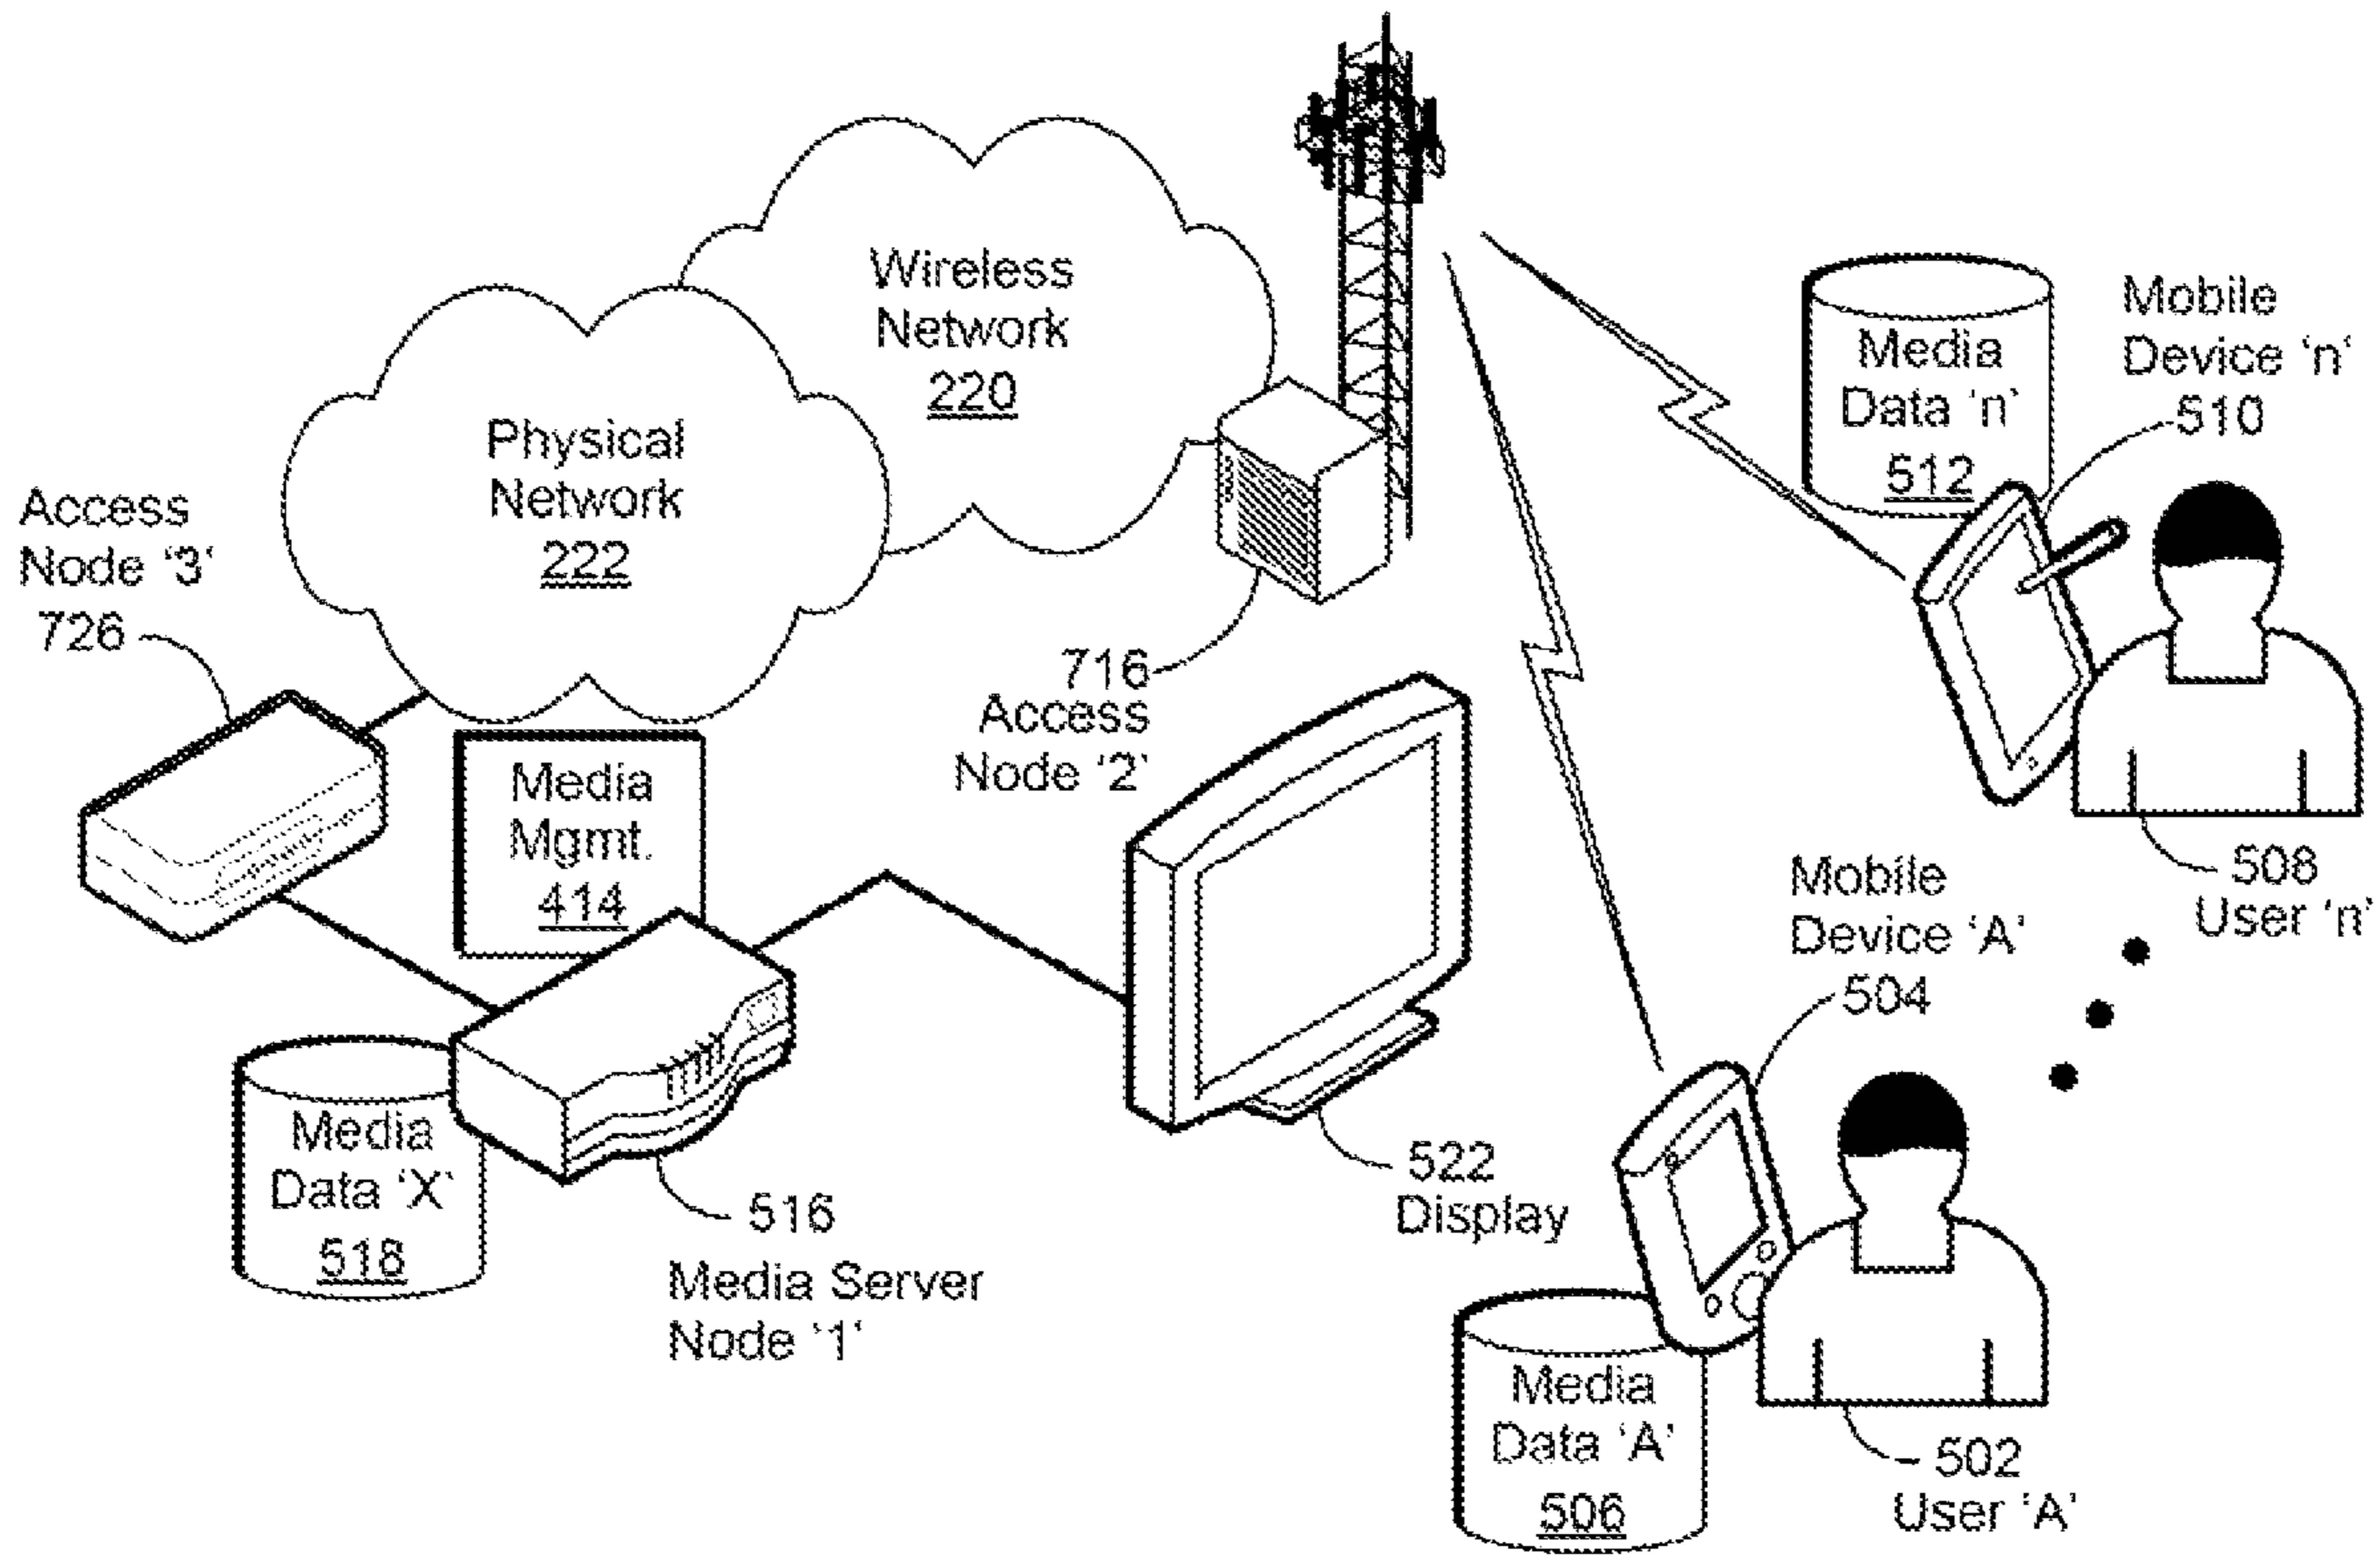 Wireless
Network
220
Physical
Network
222
Access
Node '3'
726
716
Access
Node '2'
Media
Data 'n'
512
Mobile
Device 'n'
510
508
User 'n'
Media
Mgmt.
414
Mobile
Device 'A'
504
Media
Data 'X'
518
516
Media Server
Node '1'
522
Display
Media
Data 'A'
506
502
User 'A'